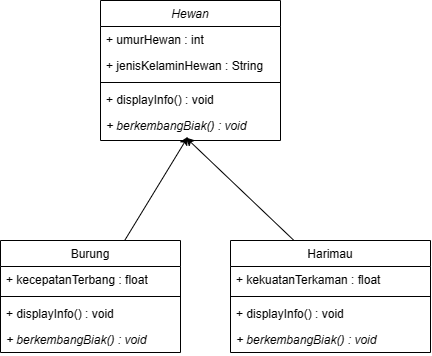 Hewan
+ umurHewan : int
+ jenisKelaminHewan : String
+ displayInfo() : void
+ berkembangBiak() : void
Burung
+ kecepatanTerbang : float
+ displayInfo() : void
+ berkembangBiak() : void
Harimau
+ kekuatanTerkaman : float
+ displayInfo() : void
+ berkembangBiak() : void